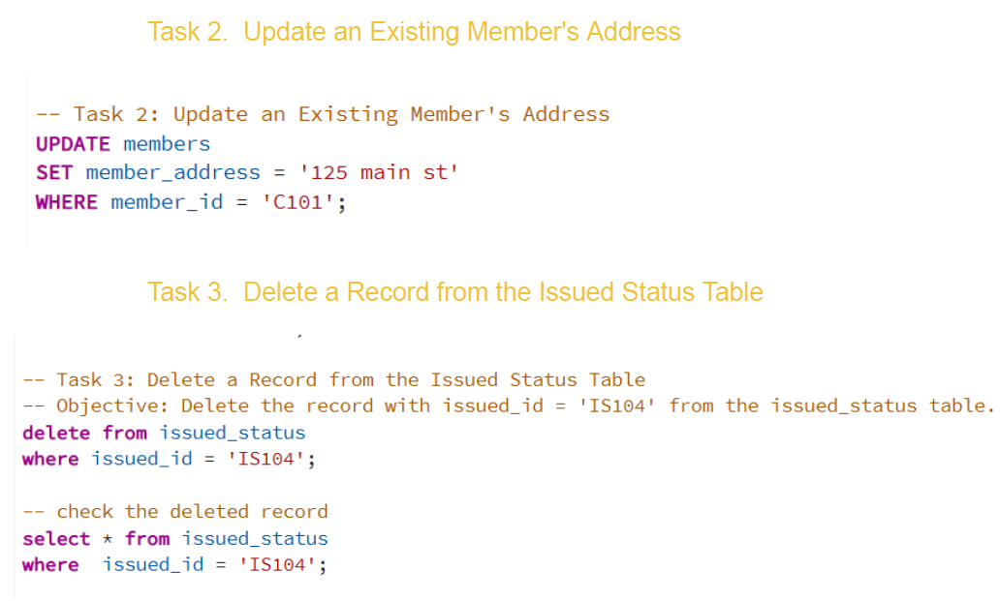 Task 2.  Update an Existing Member's Address
-- Task 2: Update an Existing Member's Address
UPDATE members
SET member_address = '125 main st'
WHERE member_id = 'C101';
Task 3.  Delete a Record from the Issued Status Table
-- Task 3: Delete a Record from the Issued Status Table
-- Objective: Delete the record with issued_id = 'IS104' from the issued_status table.
delete from issued_status
where issued_id = 'IS104';
-- check the deleted record
select * from issued_status
where  issued_id = 'IS104';